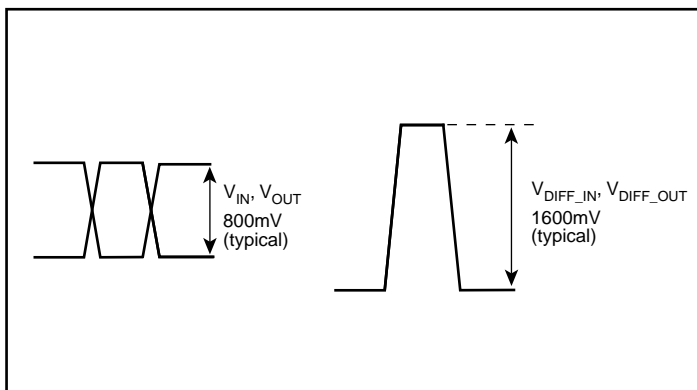 V_IN, V_OUT
800mV
(typical)
V_DIFF_IN, V_DIFF_OUT
1600mV
(typical)